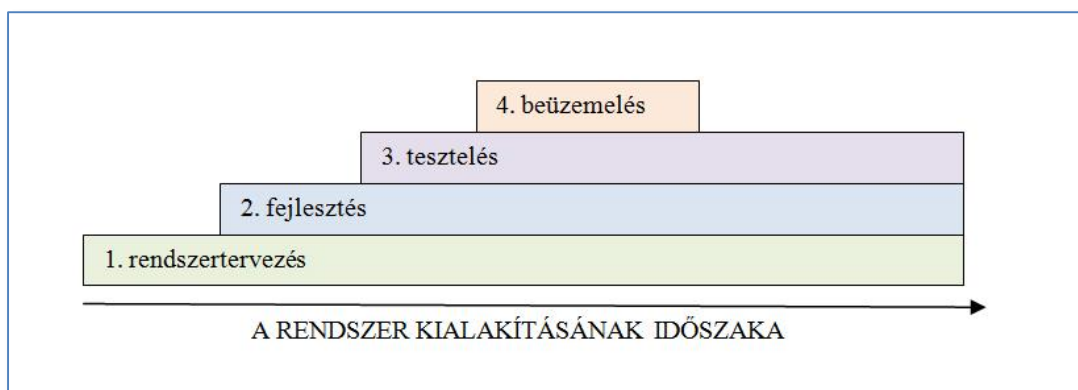 4. beüzemelés
3. tesztelés
2. fejlesztés
1. rendszertervezés
A RENDSZER KIALAKÍTÁSÁNAK IDŐSZAKA